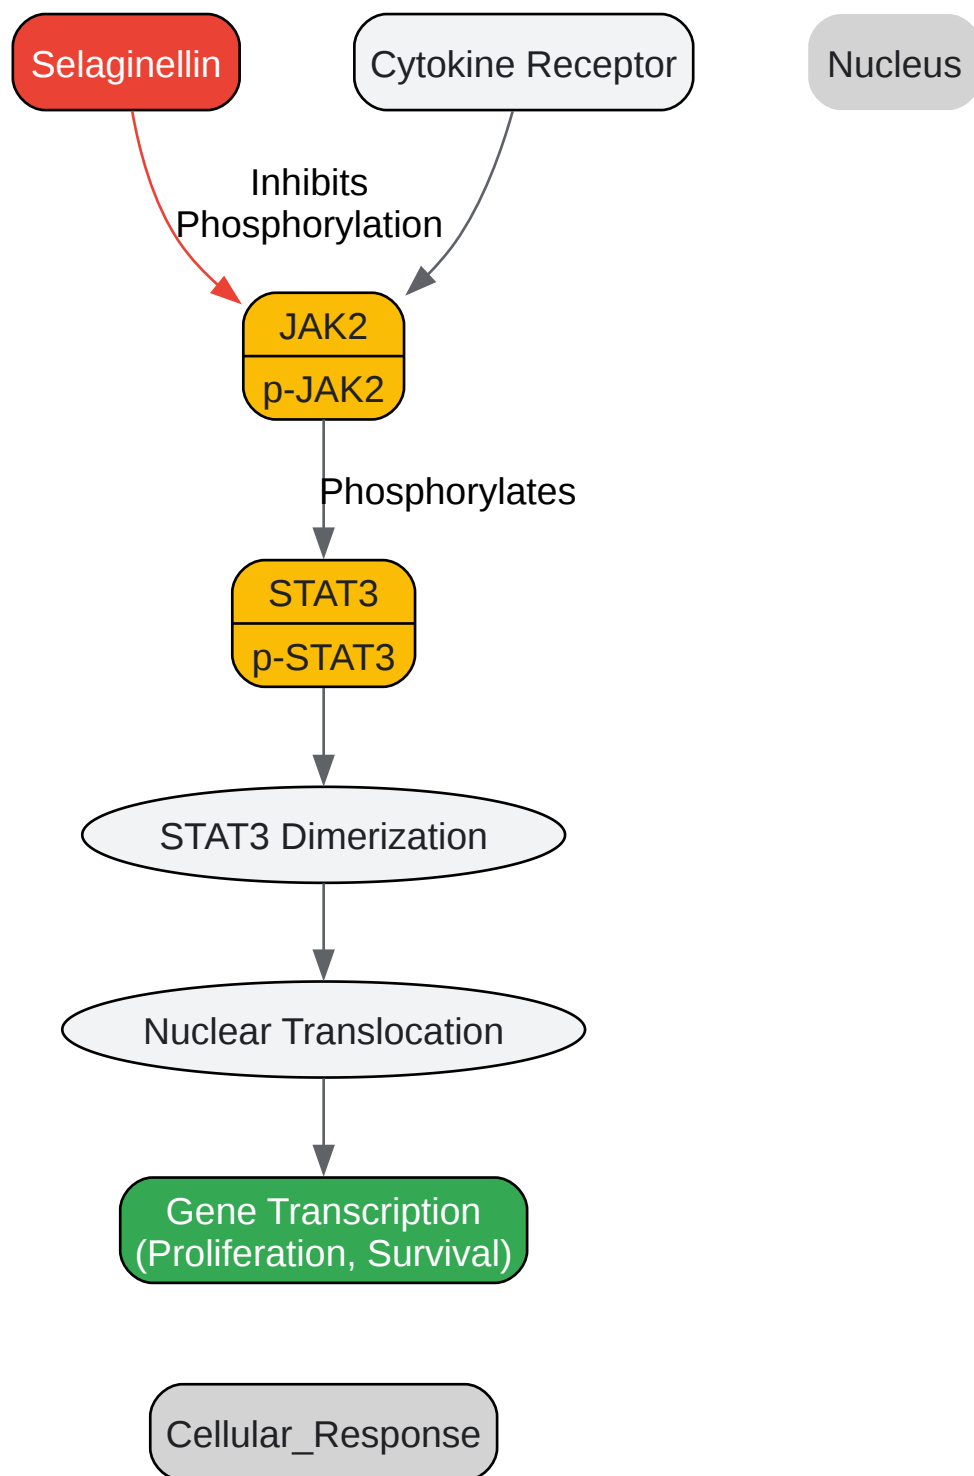 Selaginellin
Cytokine Receptor
Nucleus
Inhibits
Phosphorylation
JAK2
p-JAK2
Phosphorylates
STAT3
p-STAT3
STAT3 Dimerization
Nuclear Translocation
Gene Transcription
(Proliferation, Survival)
Cellular_Response